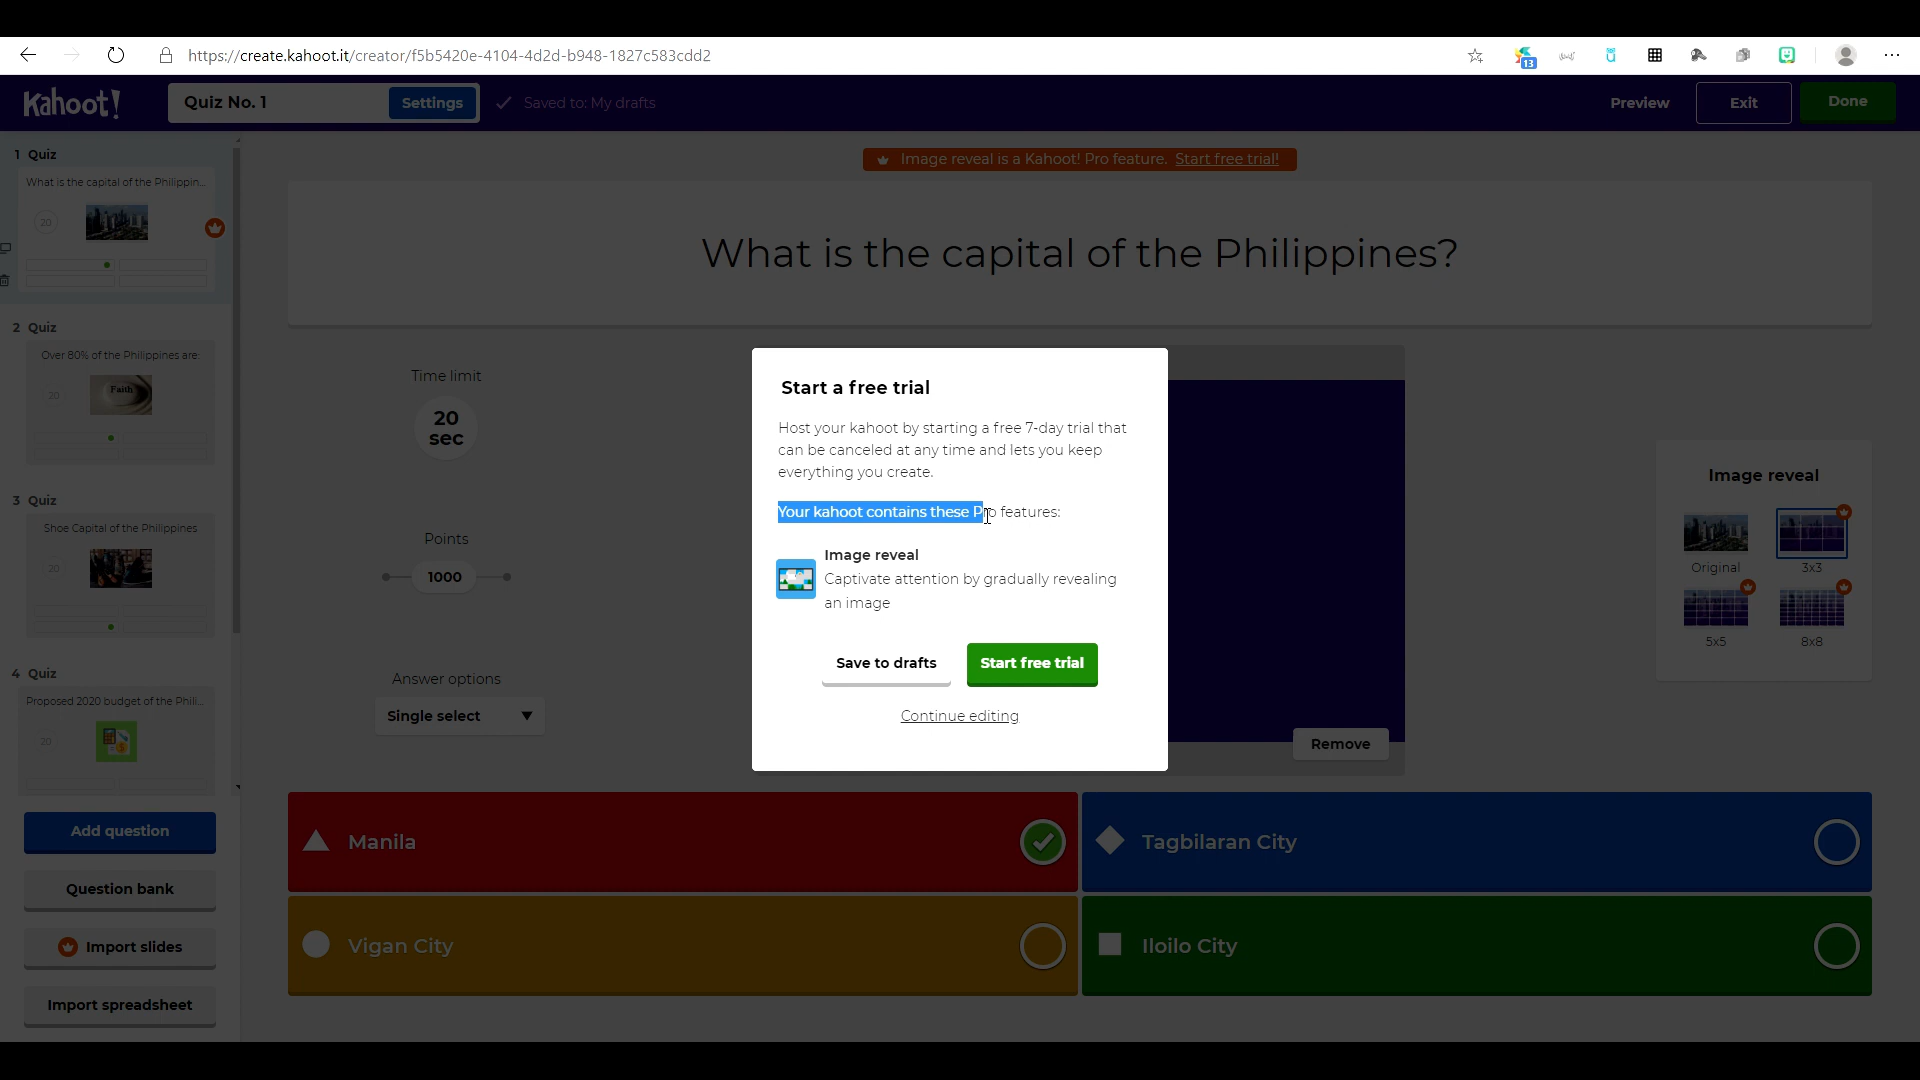 https://create.kahoot.it/creator/f5b5420e-4104-4d2d-b948-1827c583cdd2
13
Kahoot!
Quiz No. 1
Settings
Saved to: My drafts
Preview
Exit
Done
1 Quiz
What is the capital of the Philippin...
20
2 Quiz
Over 80% of the Philippines are:
20
Faith
3 Quiz
Shoe Capital of the Philippines
20
4 Quiz
Proposed 2020 budget of the Phili...
20
Add question
Question bank
Import slides
Import spreadsheet
Image reveal is a Kahoot! Pro feature. Start free trial!
What is the capital of the Philippines?
Time limit
20
sec
Points
1000
Answer options
Single select
Start a free trial
Host your kahoot by starting a free 7-day trial that
can be canceled at any time and lets you keep
everything you create.
Your kahoot contains these Pro features:
Image reveal
Captivate attention by gradually revealing
an image
Save to drafts
Start free trial
Continue editing
Remove
Image reveal
Original
3x3
5x5
8x8
Manila
Tagbilaran City
Vigan City
Iloilo City